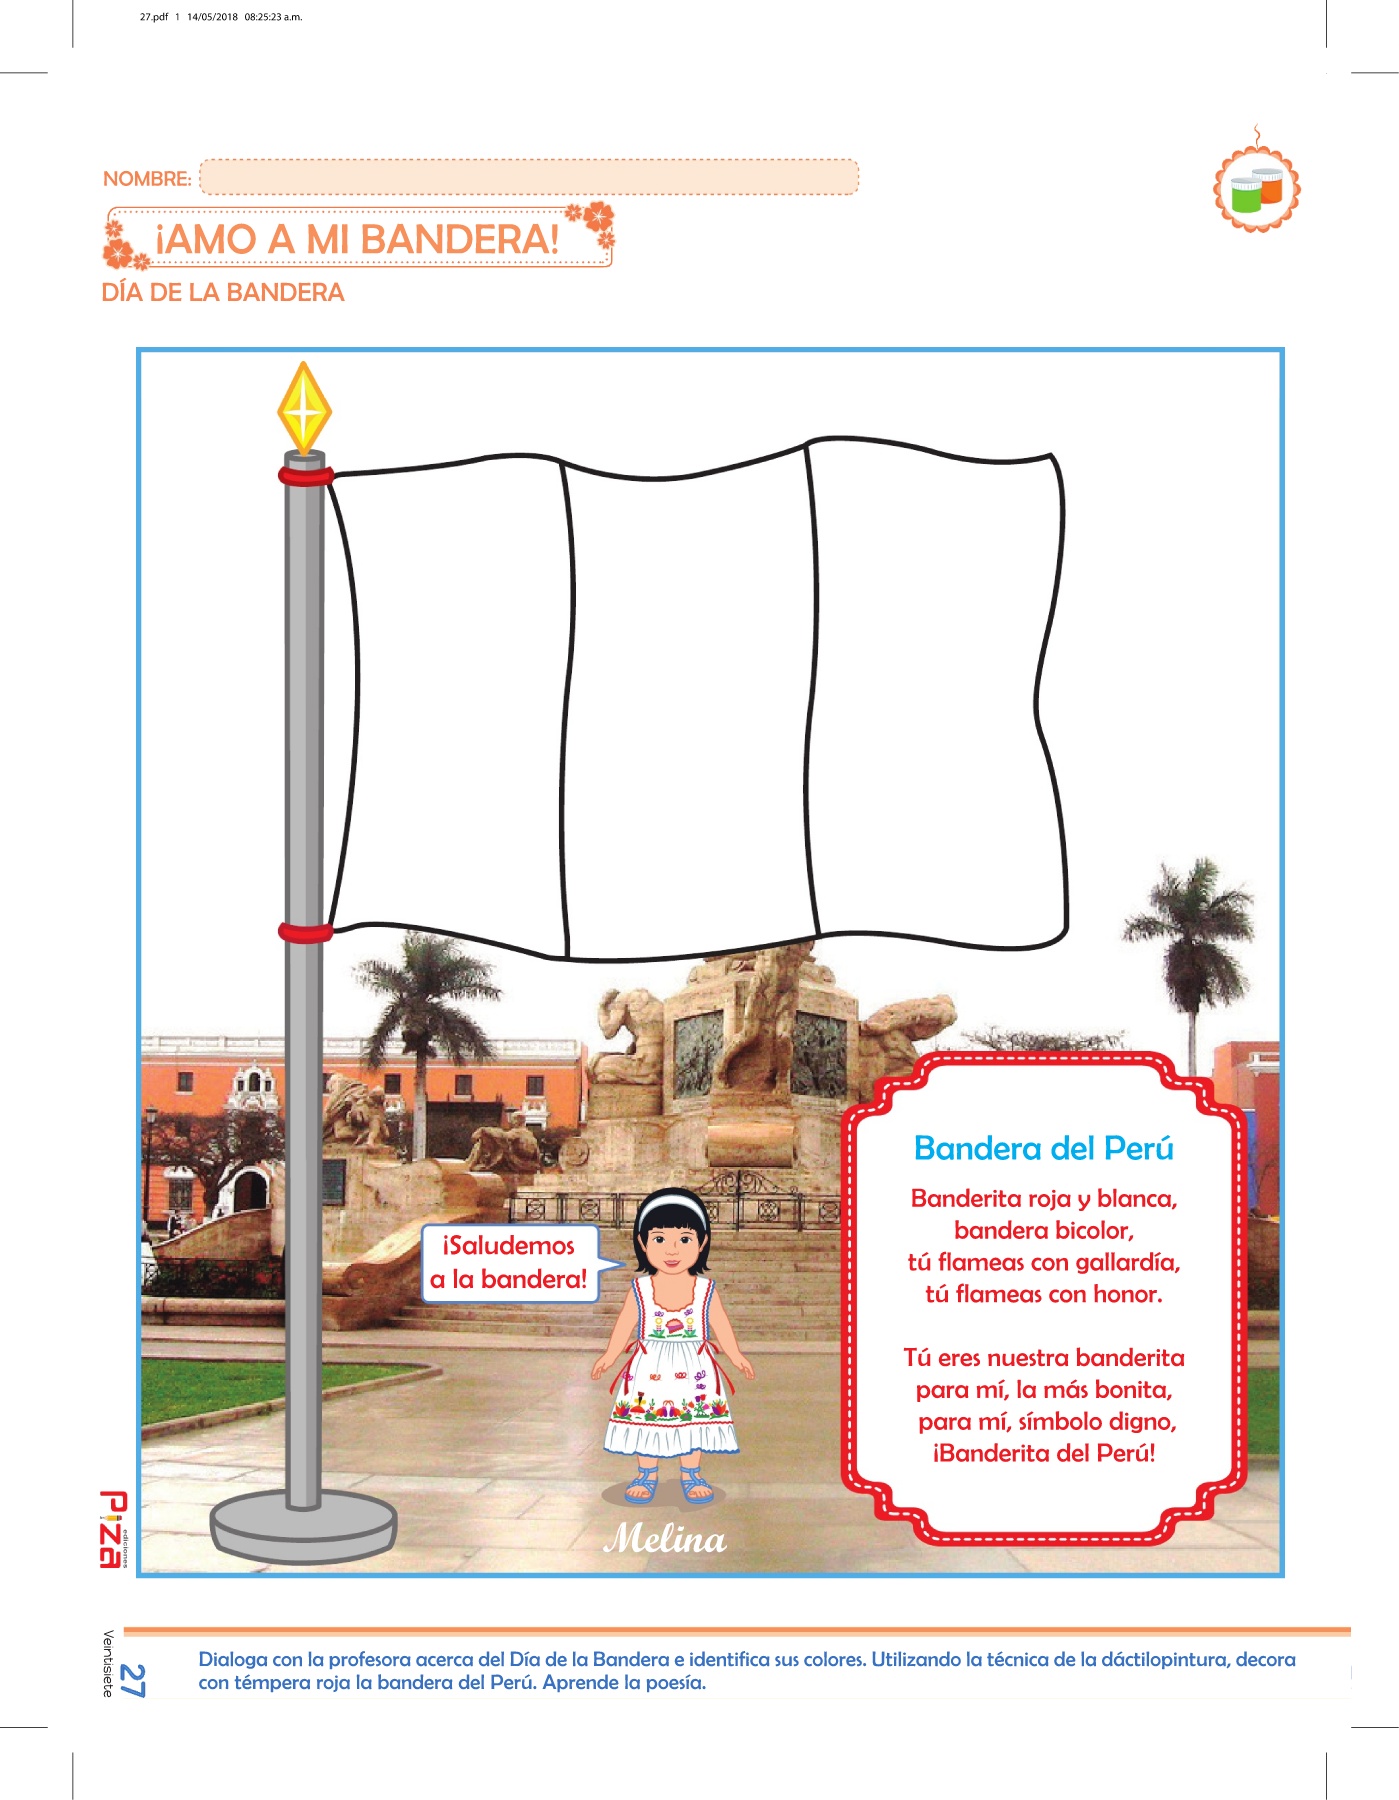 27.pdf 1 14/05/2018 08:25:23 a.m.
NOMBRE:
¡AMO A MI BANDERA!
DÍA DE LA BANDERA
¡Saludemos
a la bandera!
Melina
Bandera del Perú
Banderita roja y blanca,
bandera bicolor,
tú flameas con gallardía,
tú flameas con honor.
Tú eres nuestra banderita
para mí, la más bonita,
para mí, símbolo digno,
¡Banderita del Perú!
PIZA
ediciones
Veintisiete
27
Dialoga con la profesora acerca del Día de la Bandera e identifica sus colores. Utilizando la técnica de la dáctilopintura, decora
con témpera roja la bandera del Perú. Aprende la poesía.